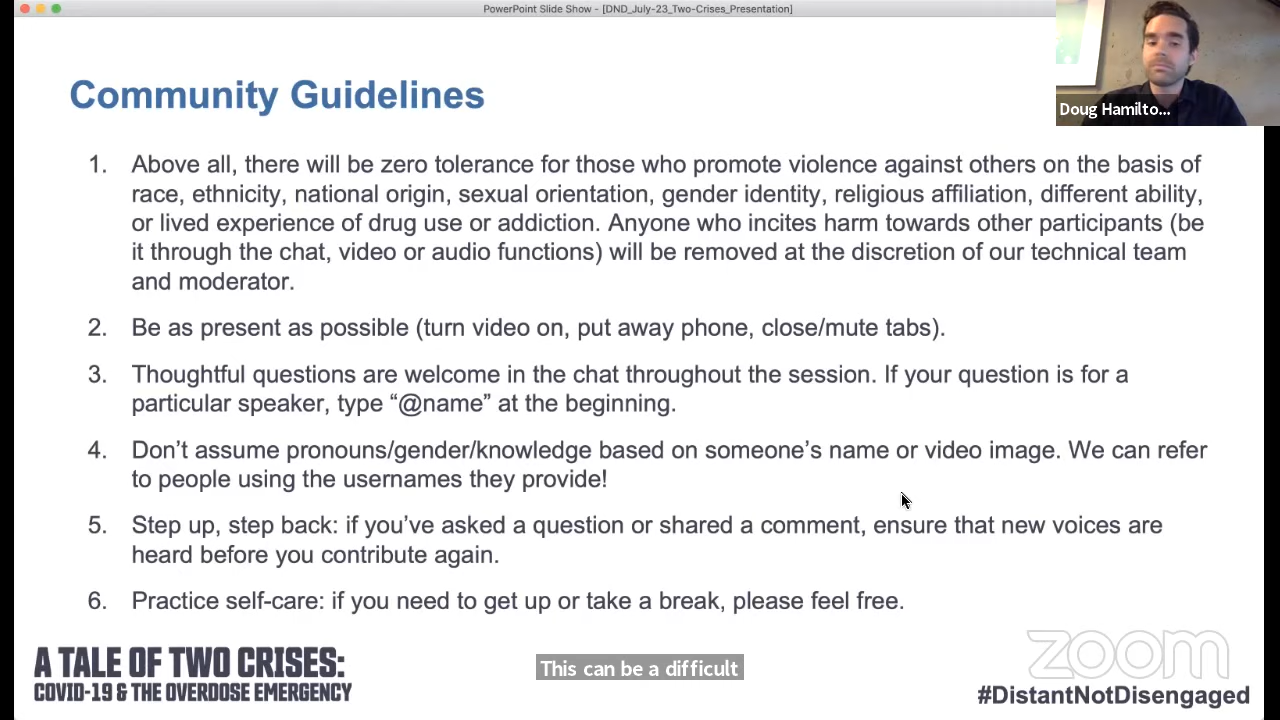 PowerPoint Slide Show - [DND_July-23_Two-Crises_Presentation]
Doug Hamilto...
Community Guidelines
1. Above all, there will be zero tolerance for those who promote violence against others on the basis of
race, ethnicity, national origin, sexual orientation, gender identity, religious affiliation, different ability,
or lived experience of drug use or addiction. Anyone who incites harm towards other participants (be
it through the chat, video or audio functions) will be removed at the discretion of our technical team
and moderator.
2. Be as present as possible (turn video on, put away phone, close/mute tabs).
3. Thoughtful questions are welcome in the chat throughout the session. If your question is for a
particular speaker, type “@name” at the beginning.
4. Don’t assume pronouns/gender/knowledge based on someone’s name or video image. We can refer
to people using the usernames they provide!
5. Step up, step back: if you’ve asked a question or shared a comment, ensure that new voices are
heard before you contribute again.
6. Practice self-care: if you need to get up or take a break, please feel free.
A TALE OF TWO CRISES:
COVID-19 & THE OVERDOSE EMERGENCY
This can be a difficult
zoom
#DistantNotDisengaged